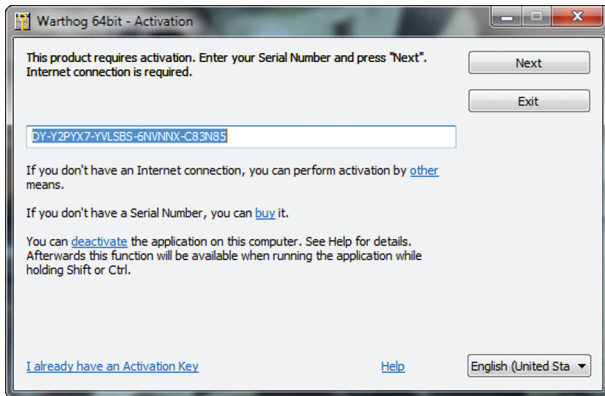 Warthog 64bit - Activation
This product requires activation. Enter your Serial Number and press "Next".
Internet connection is required.
Next
Exit
DY-Y2PYX7-YVLSBS-6NVNNX-C83N85
If you don't have an Internet connection, you can perform activation by other
means.
If you don't have a Serial Number, you can buy it.
You can deactivate the application on this computer. See Help for details.
Afterwards this function will be available when running the application while
holding Shift or Ctrl.
I already have an Activation Key
Help
English (United Sta